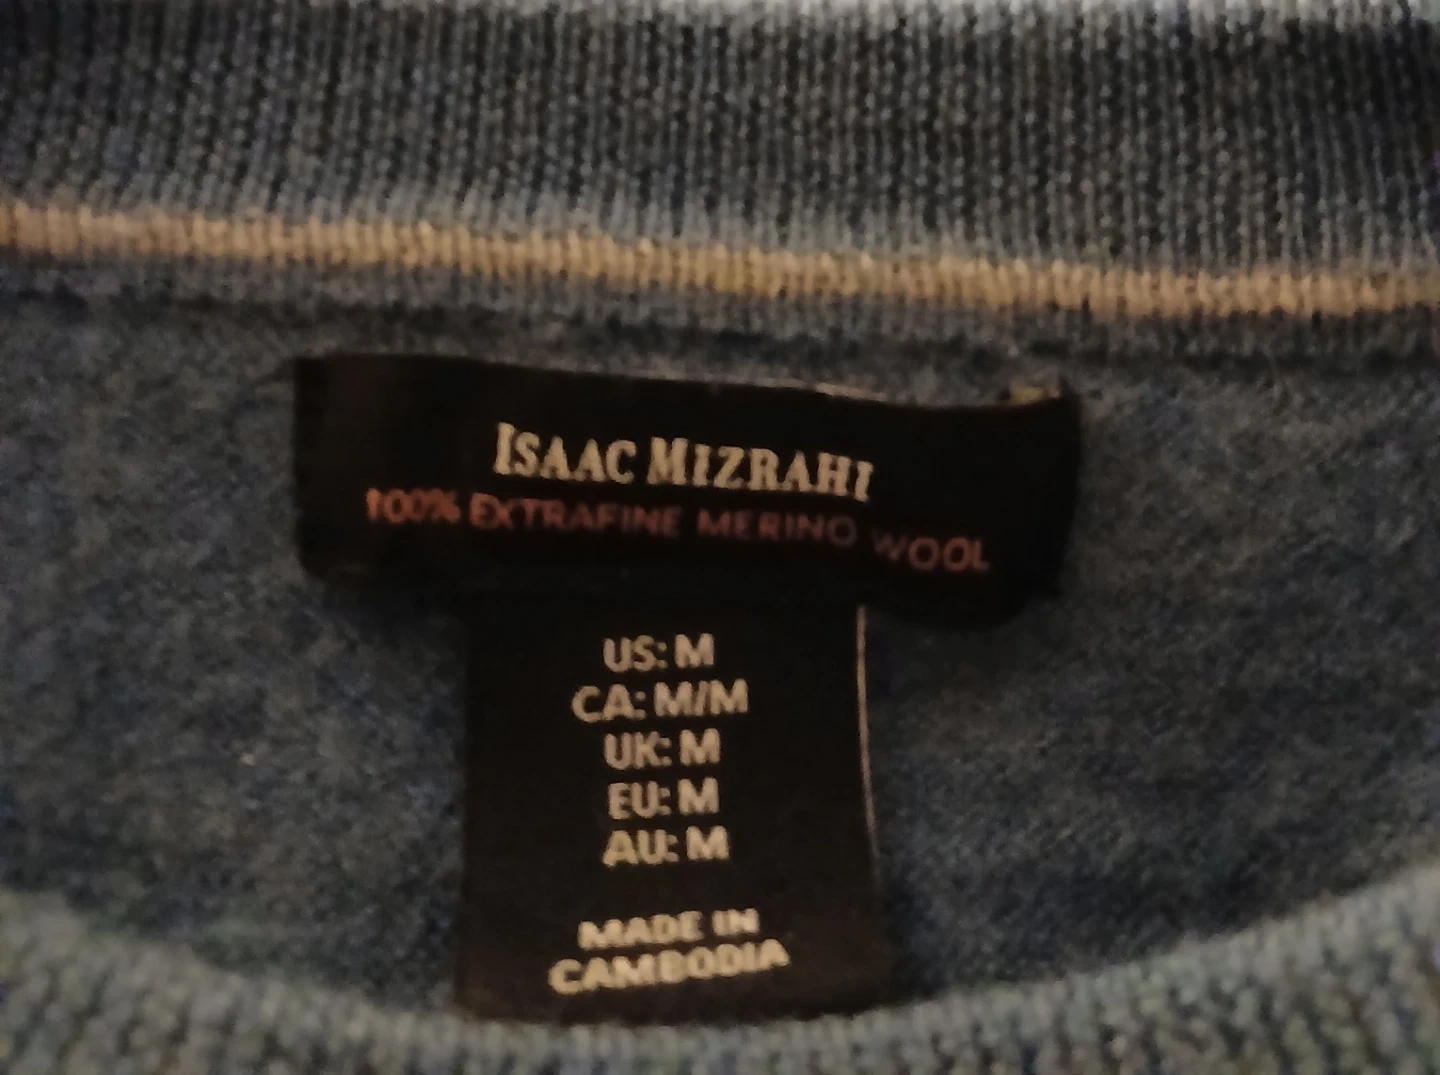 ISAAC MIZRAHI
100% EXTRAFINE MERINO WOOL
US: M
CA: M/M
UK: M
EU: M
AU: M
MADE IN
CAMBODIA